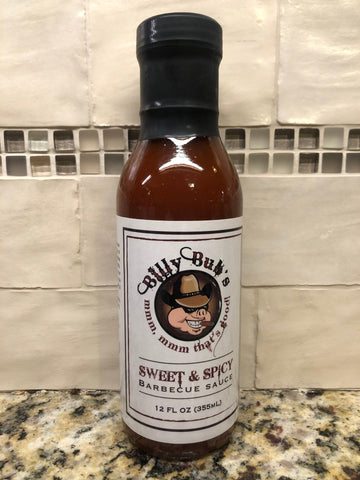 Billy Bub's
mmm, mmm that's good!
SWEET & SPICY
BARBECUE SAUCE
12 FL OZ (355ML)